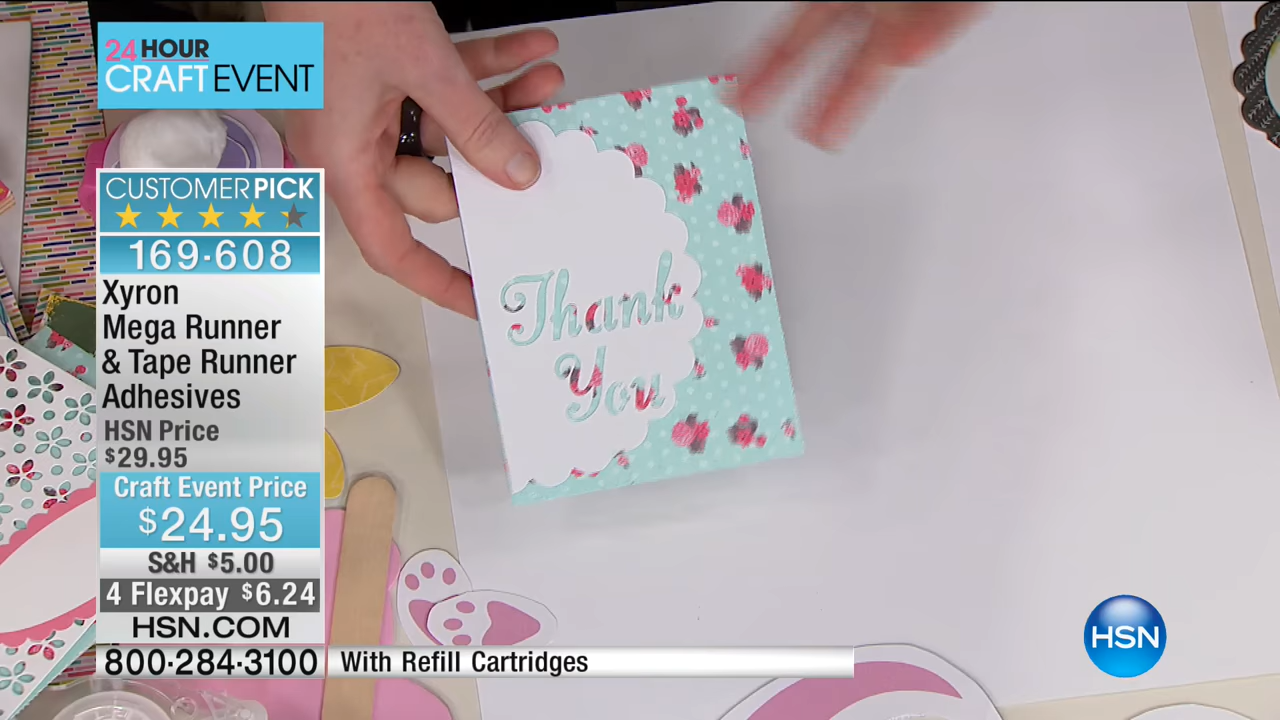 24 HOUR
CRAFT EVENT
CUSTOMER PICK
169-608
Xyron
Mega Runner
& Tape Runner
Adhesives
HSN Price
$29.95
Craft Event Price
$24.95
S&H $5.00
4 Flexpay $6.24
HSN.COM
800·284·3100
With Refill Cartridges
Thank
You
HSN